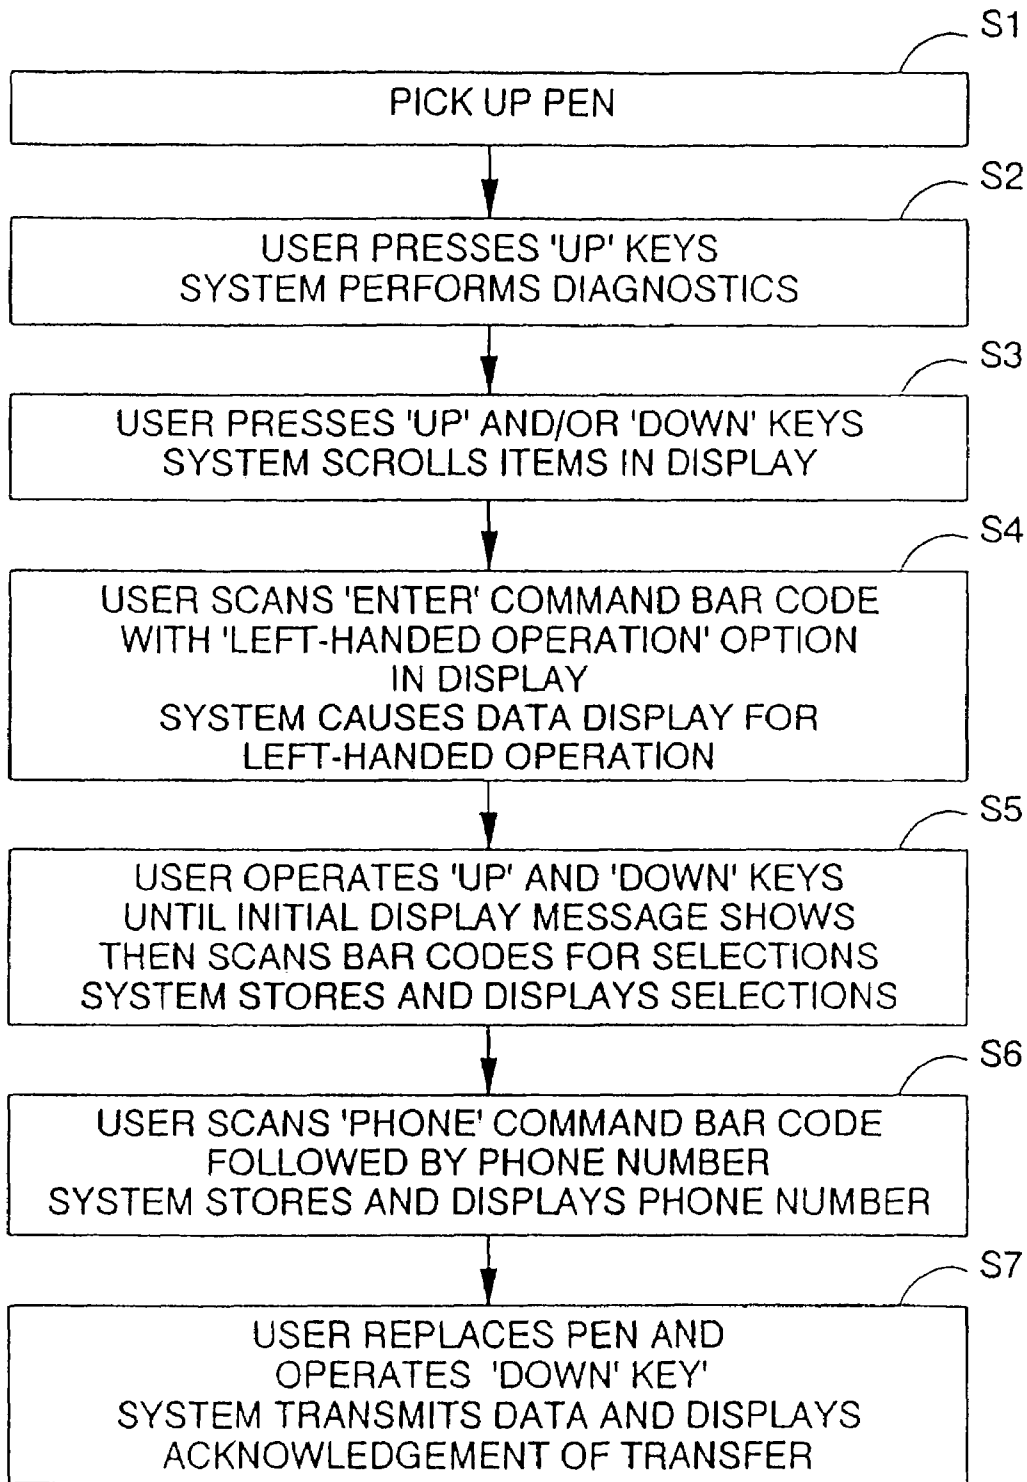 S1
PICK UP PEN
S2
USER PRESSES 'UP' KEYS
SYSTEM PERFORMS DIAGNOSTICS
S3
USER PRESSES 'UP' AND/OR 'DOWN' KEYS
SYSTEM SCROLLS ITEMS IN DISPLAY
S4
USER SCANS 'ENTER' COMMAND BAR CODE
WITH 'LEFT-HANDED OPERATION' OPTION
IN DISPLAY
SYSTEM CAUSES DATA DISPLAY FOR
LEFT-HANDED OPERATION
S5
USER OPERATES 'UP' AND 'DOWN' KEYS
UNTIL INITIAL DISPLAY MESSAGE SHOWS
THEN SCANS BAR CODES FOR SELECTIONS
SYSTEM STORES AND DISPLAYS SELECTIONS
S6
USER SCANS 'PHONE' COMMAND BAR CODE
FOLLOWED BY PHONE NUMBER
SYSTEM STORES AND DISPLAYS PHONE NUMBER
S7
USER REPLACES PEN AND
OPERATES 'DOWN' KEY'
SYSTEM TRANSMITS DATA AND DISPLAYS
ACKNOWLEDGEMENT OF TRANSFER